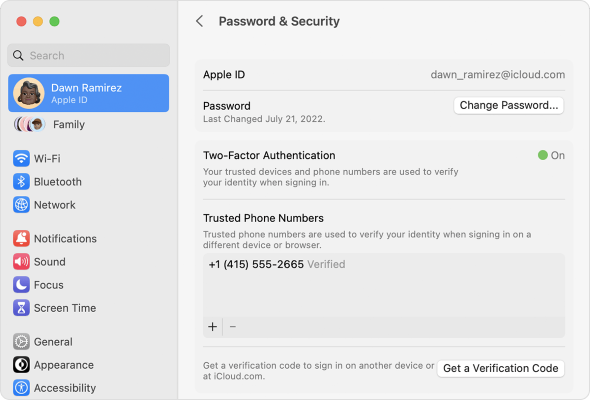 Password & Security
Search
Dawn Ramirez
Apple ID
Family
Wi-Fi
Bluetooth
Network
Notifications
Sound
Focus
Screen Time
General
Appearance
Accessibility
Apple ID
dawn_ramirez@icloud.com
Password
Last Changed July 21, 2022.
Change Password...
Two-Factor Authentication
On
Your trusted devices and phone numbers are used to verify
your identity when signing in.
Trusted Phone Numbers
Trusted phone numbers are used to verify your identity when signing in on a
different device or browser.
+1 (415) 555-2665 Verified
Get a verification code to sign in on another device or
at iCloud.com.
Get a Verification Code